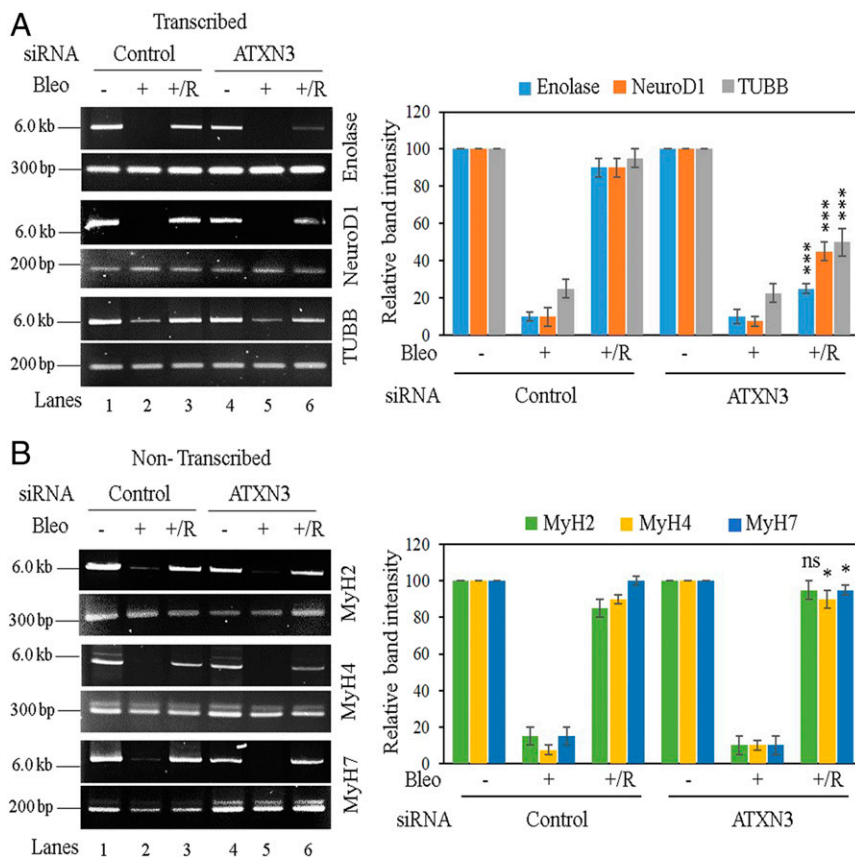 A
Transcribed
siRNA Control ATXN3
Bleo - + +/R - + +/R
6.0 kb
300 bp
Enolase
6.0 kb
200 bp
NeuroD1
6.0 kb
200 bp
TUBB
Lanes 1 2 3 4 5 6
Enolase NeuroD1 TUBB
Relative band intensity
120
100
80
60
40
20
0
*** *** ***
Bleo - + +/R - + +/R
siRNA Control ATXN3
B
Non- Transcribed
siRNA Control ATXN3
Bleo - + +/R - + +/R
6.0 kb
300 bp
MyH2
6.0 kb
300 bp
MyH4
6.0 kb
200 bp
MyH7
Lanes 1 2 3 4 5 6
MyH2 MyH4 MyH7
Relative band intensity
120
100
80
60
40
20
0
ns * *
Bleo - + +/R - + +/R
siRNA Control ATXN3